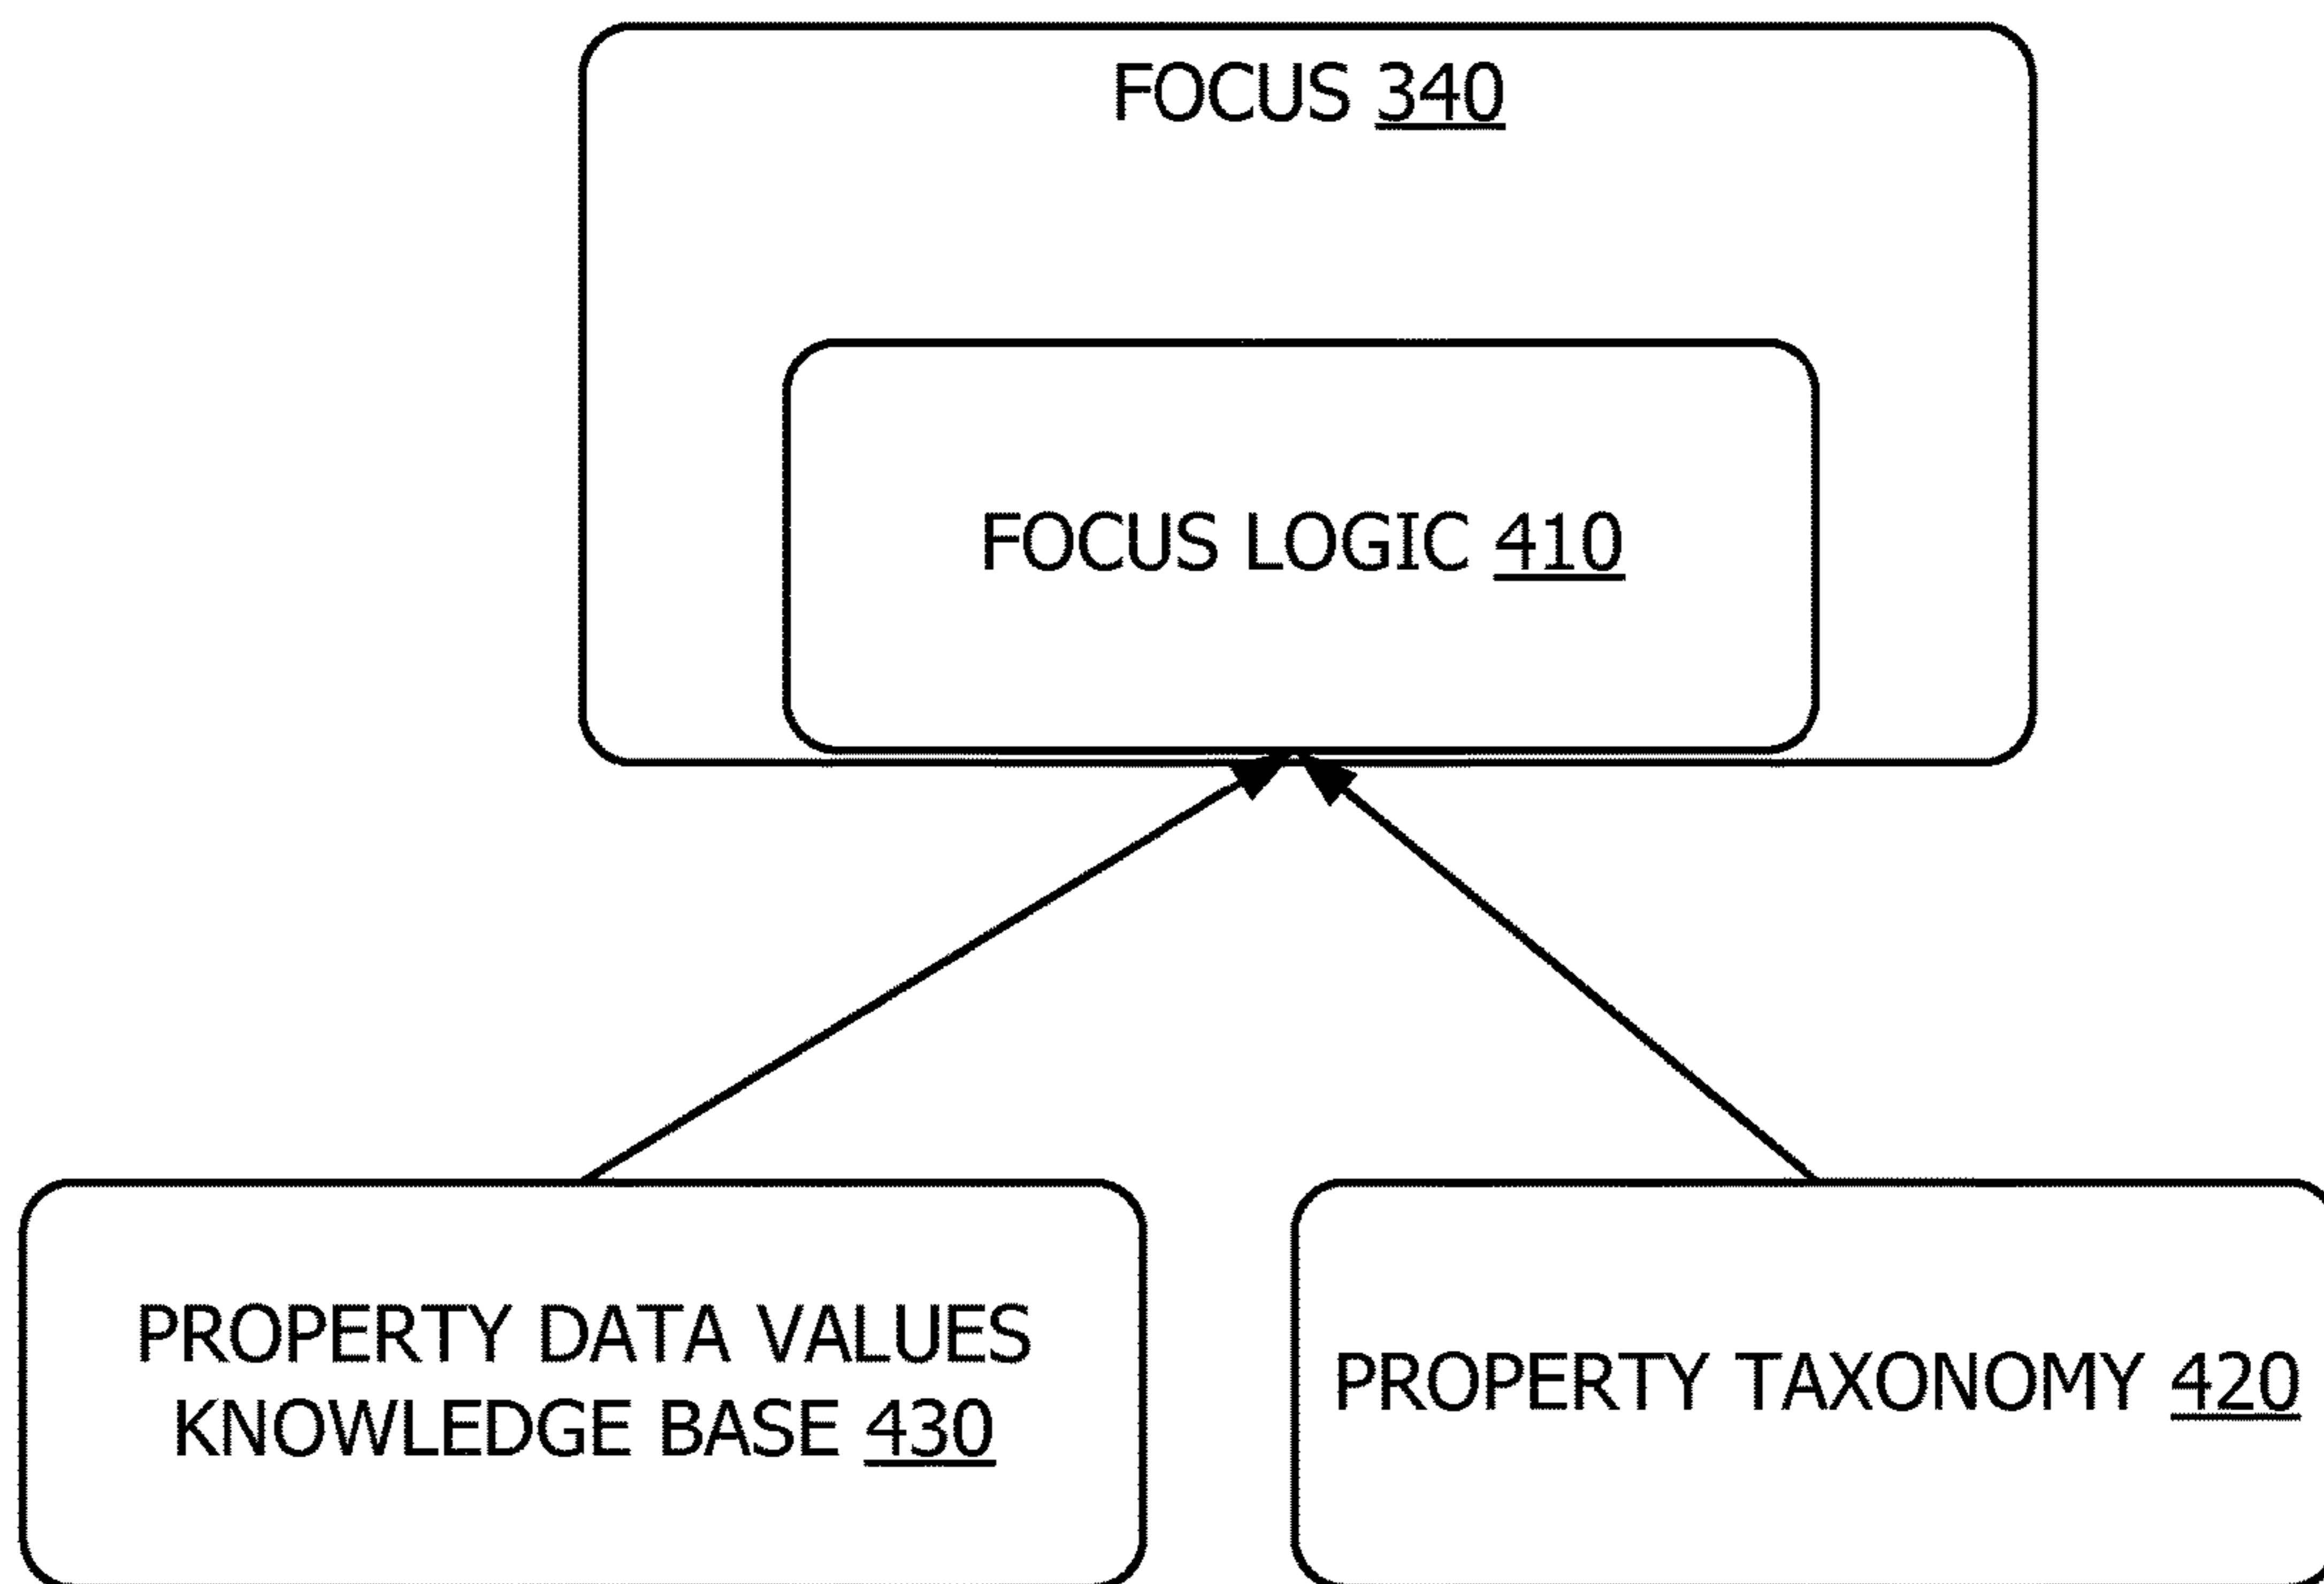 FOCUS 340
FOCUS LOGIC 410
PROPERTY DATA VALUES
KNOWLEDGE BASE 430
PROPERTY TAXONOMY 420